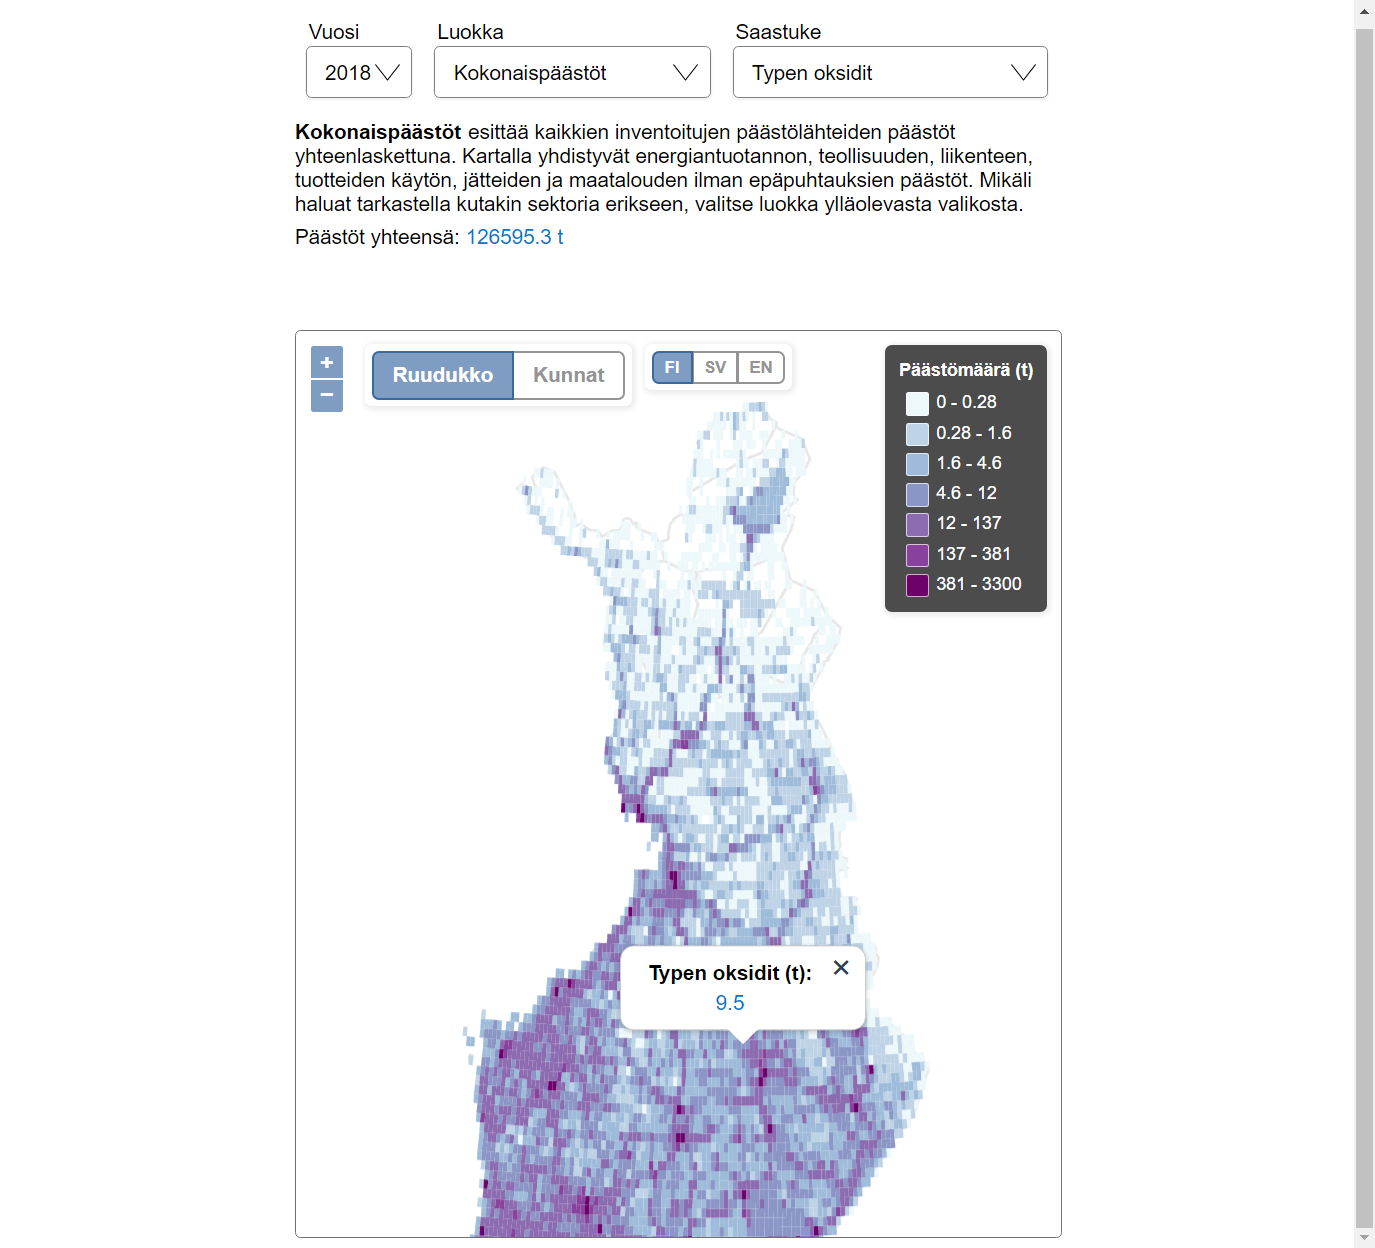 Vuosi
Luokka
Saastuke
2018
Kokonaispäästöt
Typen oksidit
Kokonaispäästöt esittää kaikkien inventoitujen päästölähteiden päästöt
yhteenlaskettuna. Kartalla yhdistyvät energiantuotannon, teollisuuden, liikenteen,
tuotteiden käytön, jätteiden ja maatalouden ilman epäpuhtauksien päästöt. Mikäli
haluat tarkastella kutakin sektoria erikseen, valitse luokka ylläolevasta valikosta.
Päästöt yhteensä: 126595.3 t
+
−
Ruudukko
Kunnat
FI
SV
EN
Päästömäärä (t)
0 - 0.28
0.28 - 1.6
1.6 - 4.6
4.6 - 12
12 - 137
137 - 381
381 - 3300
Typen oksidit (t):
9.5